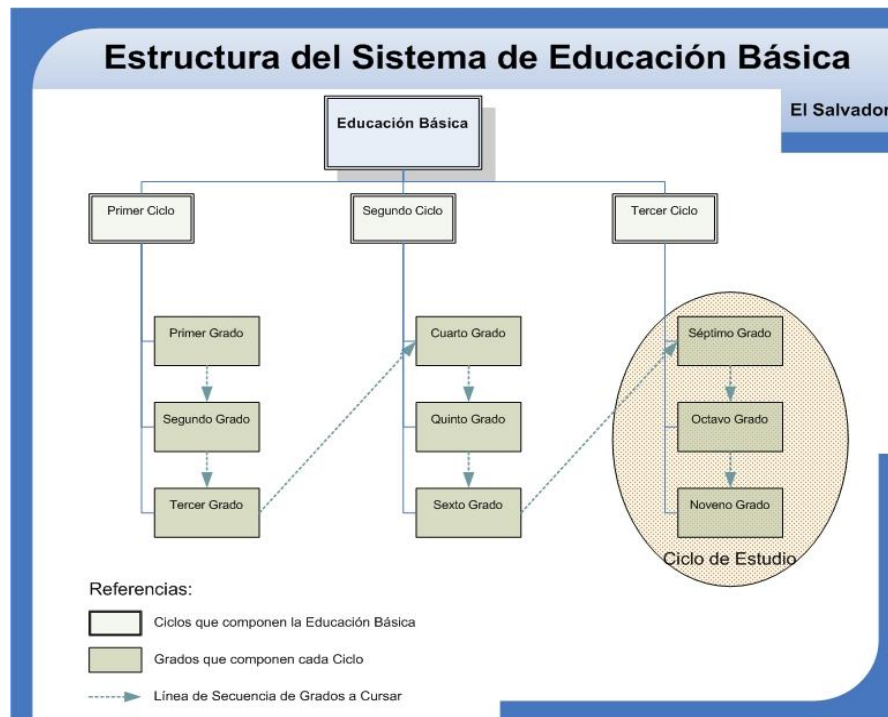 Estructura del Sistema de Educación Básica
El Salvador
Educación Básica
Primer Ciclo
Segundo Ciclo
Tercer Ciclo
Primer Grado
Cuarto Grado
Séptimo Grado
Segundo Grado
Quinto Grado
Octavo Grado
Tercer Grado
Sexto Grado
Noveno Grado
Ciclo de Estudio
Referencias:
Ciclos que componen la Educación Básica
Grados que componen cada Ciclo
Línea de Secuencia de Grados a Cursar